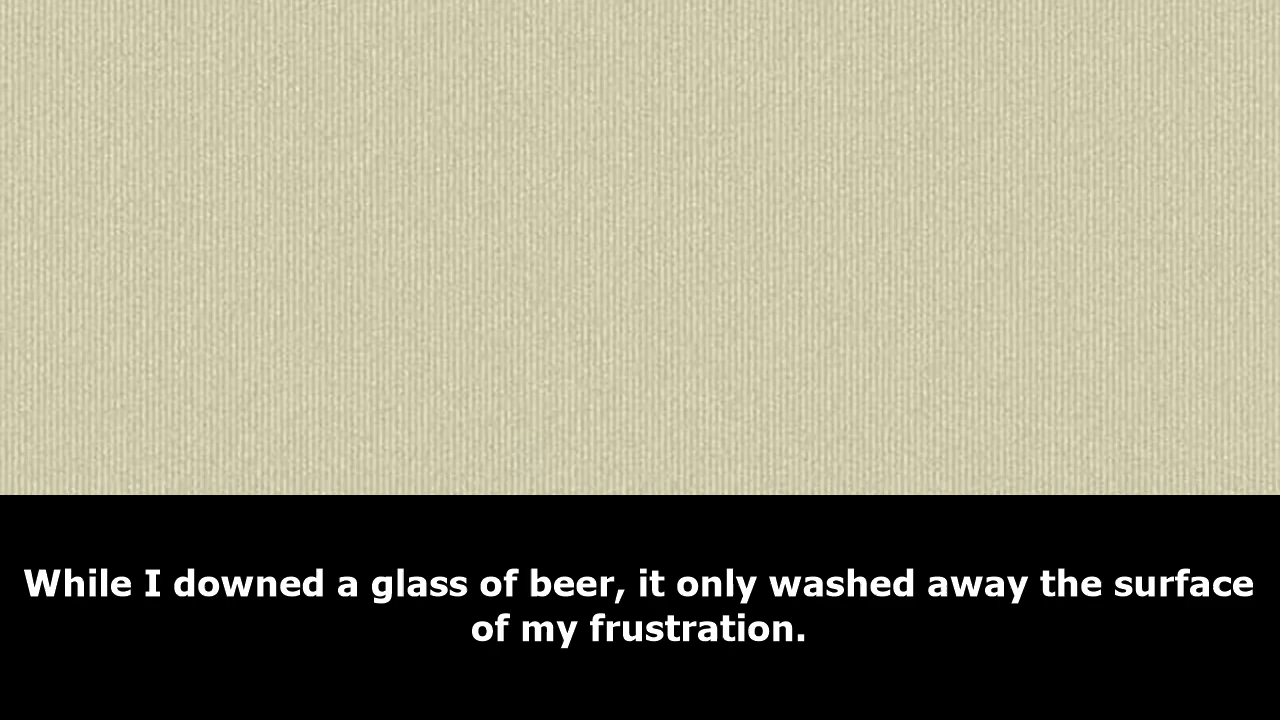 While I downed a glass of beer, it only washed away the surface
of my frustration.